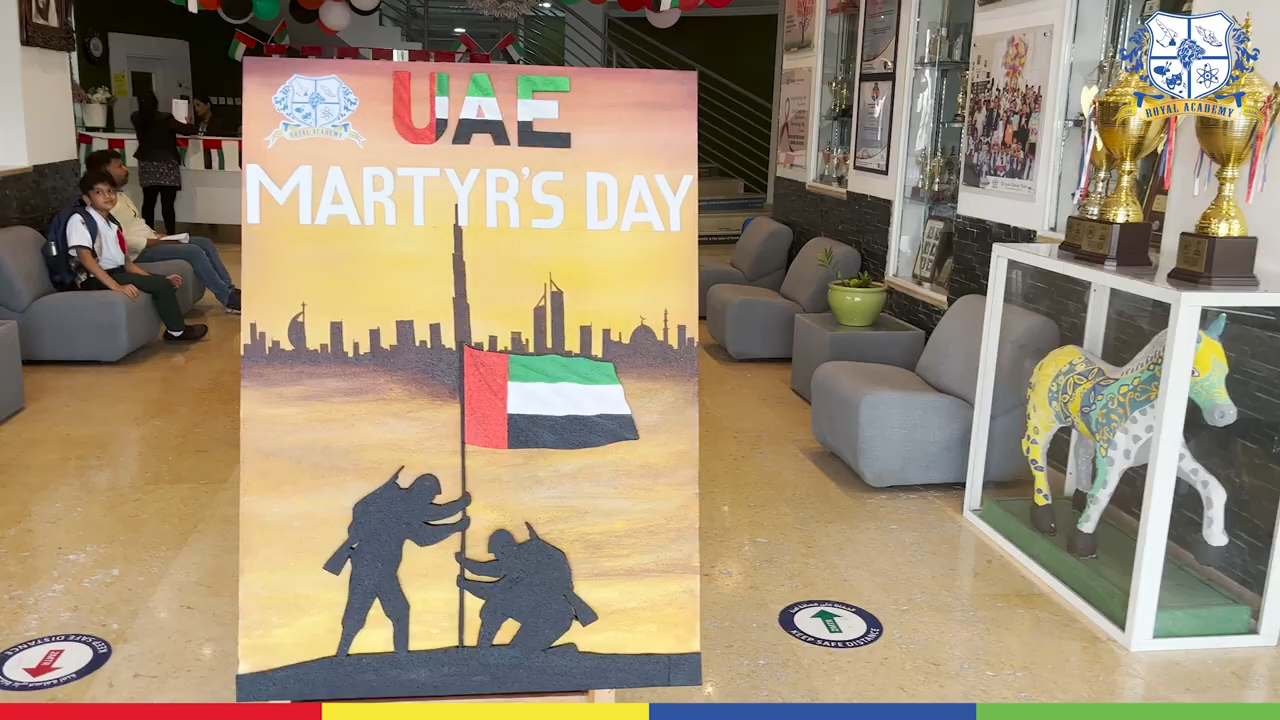 ROYAL ACADEMY
UAE
MARTYR'S DAY
ROYAL ACADEMY
KEEP SAFE DISTANCE
KEEP SAFE DISTANCE